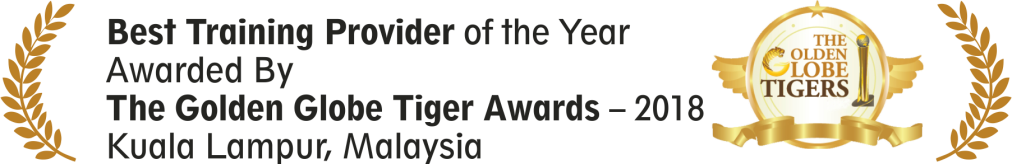 Best Training Provider of the Year
Awarded By
The Golden Globe Tiger Awards – 2018
Kuala Lampur, Malaysia
THE
GOLDEN
GLOBE
TIGERS